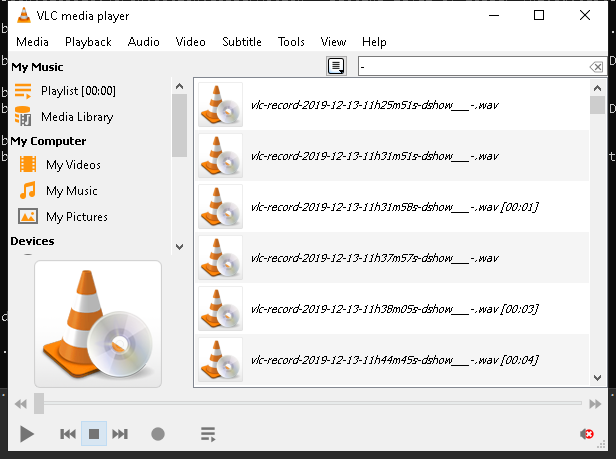 VLC media player
Media Playback Audio Video Subtitle Tools View Help
My Music
-
Playlist [00:00]
Media Library
My Computer
My Videos
My Music
My Pictures
Devices
vlc-record-2019-12-13-11h25m51s-dshow___-.wav
vlc-record-2019-12-13-11h31m51s-dshow___-.wav
vlc-record-2019-12-13-11h31m58s-dshow___-.wav [00:01]
vlc-record-2019-12-13-11h37m57s-dshow___-.wav
vlc-record-2019-12-13-11h38m05s-dshow___-.wav [00:03]
vlc-record-2019-12-13-11h44m45s-dshow___-.wav [00:04]